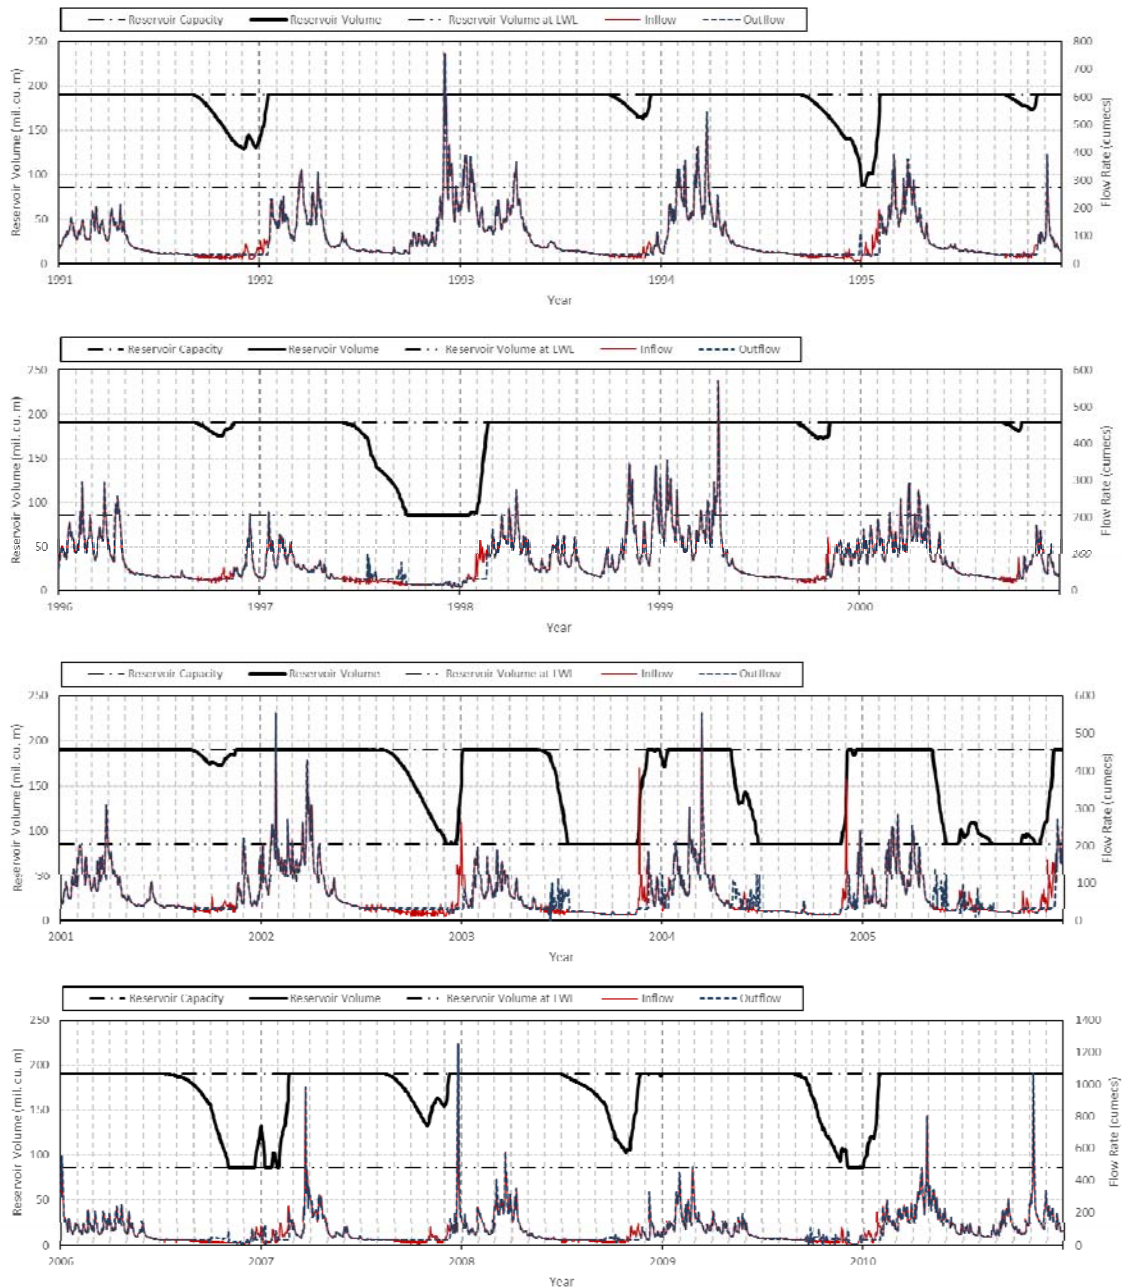 Reservoir Capacity Reservoir Volume Reservoir Volume at LWL Inflow Outflow
250 800
200 700
600
150 500
400
100 300
50 200
100
0 0
1991 1992 1993 1994 1995
Year
Reservoir Volume (mil. cu. m)
Flow Rate (cumecs)
Reservoir Capacity Reservoir Volume Reservoir Volume at LWL Inflow Outflow
250 600
200 500
400
150 300
100 200
50 100
0 0
1996 1997 1998 1999 2000
Year
Reservoir Volume (mil. cu. m)
Flow Rate (cumecs)
Reservoir Capacity Reservoir Volume Reservoir Volume at LWL Inflow Outflow
250 600
200 500
400
150 300
100 200
50 100
0 0
2001 2002 2003 2004 2005
Year
Reservoir Volume (mil. cu. m)
Flow Rate (cumecs)
Reservoir Capacity Reservoir Volume Reservoir Volume at LWL Inflow Outflow
250 1400
200 1200
1000
150 800
100 600
400
50 200
0 0
2006 2007 2008 2009 2010
Year
Reservoir Volume (mil. cu. m)
Flow Rate (cumecs)